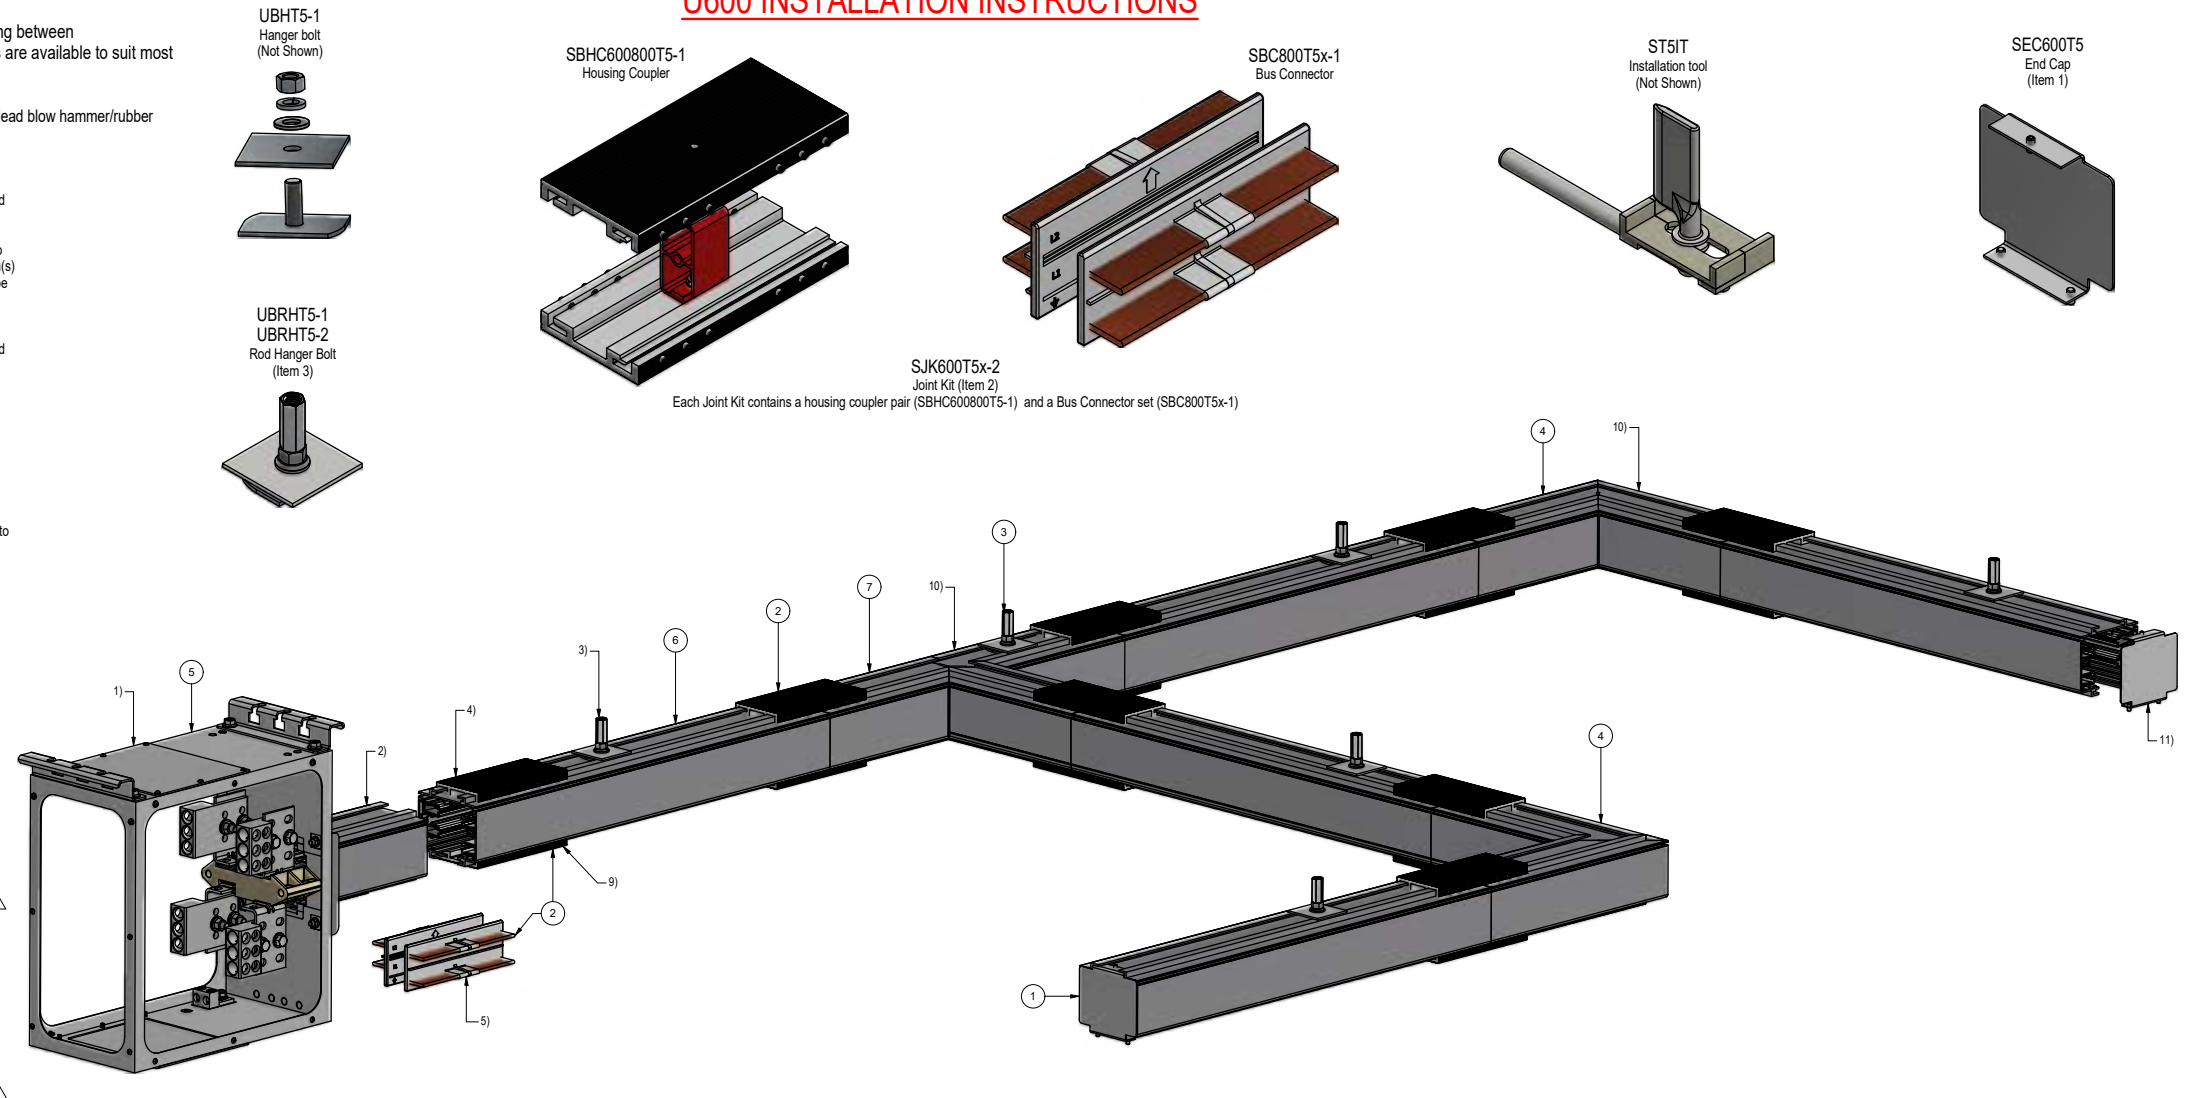 U600 INSTALLATION INSTRUCTIONS
ng between
s are available to suit most
ead blow hammer/rubber
d
o
n(s)
be
d
to
UBHT5-1
Hanger bolt
(Not Shown)
SBHC600800T5-1
Housing Coupler
SBC800T5x-1
Bus Connector
ST5IT
Installation tool
(Not Shown)
SEC600T5
End Cap
(Item 1)
L2
L1
UBRHT5-1
UBRHT5-2
Rod Hanger Bolt
(Item 3)
SJK600T5x-2
Joint Kit (Item 2)
Each Joint Kit contains a housing coupler pair (SBHC600800T5-1) and a Bus Connector set (SBC800T5x-1)
4
10)
3
7
10)
2
6
3)
5
1)
4)
2)
4
11)
9)
2
5)
1